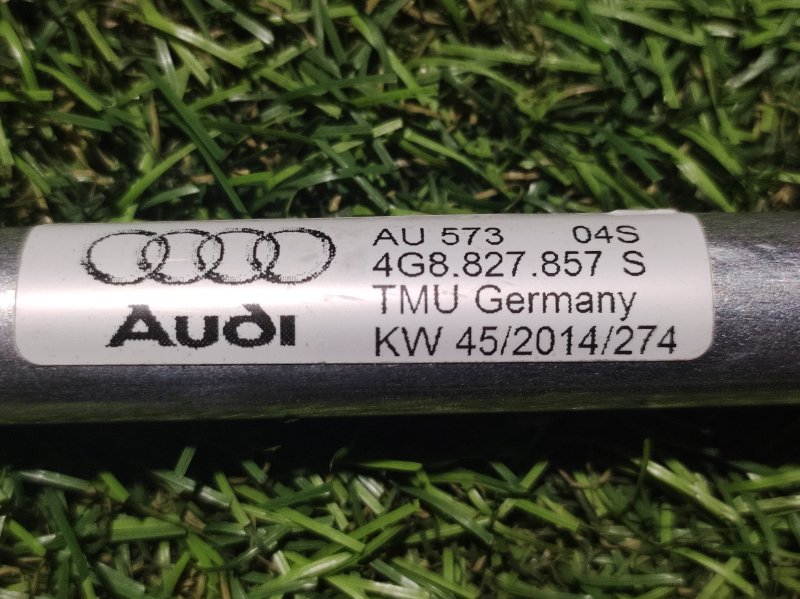 AU 573 04S
4G8.827.857 S
TMU Germany
KW 45/2014/274
Audi